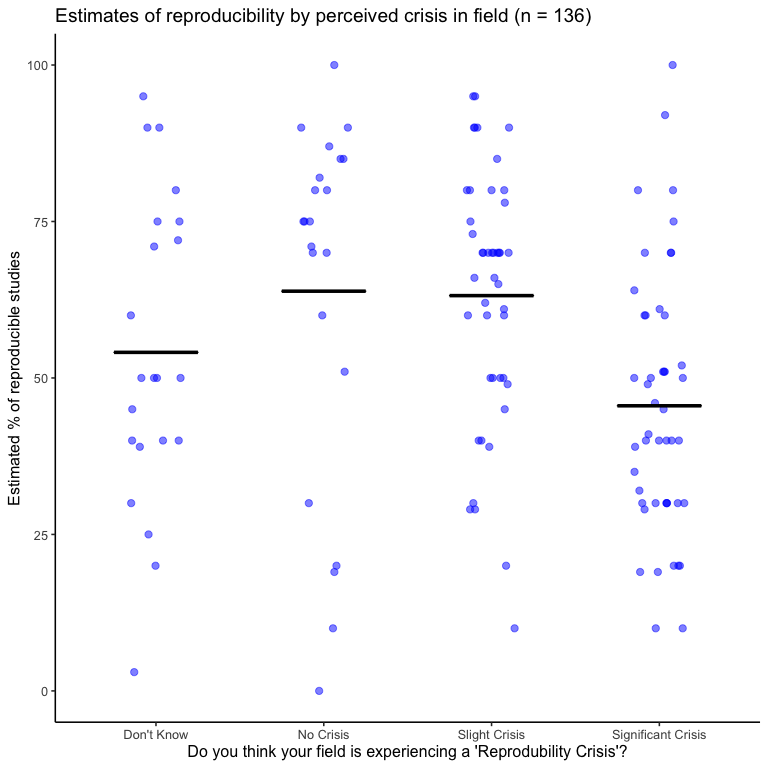 Estimates of reproducibility by perceived crisis in field (n = 136)
Estimated % of reproducible studies
100
75
50
25
0
Don't Know No Crisis Slight Crisis Significant Crisis
Do you think your field is experiencing a 'Reprodubility Crisis'?